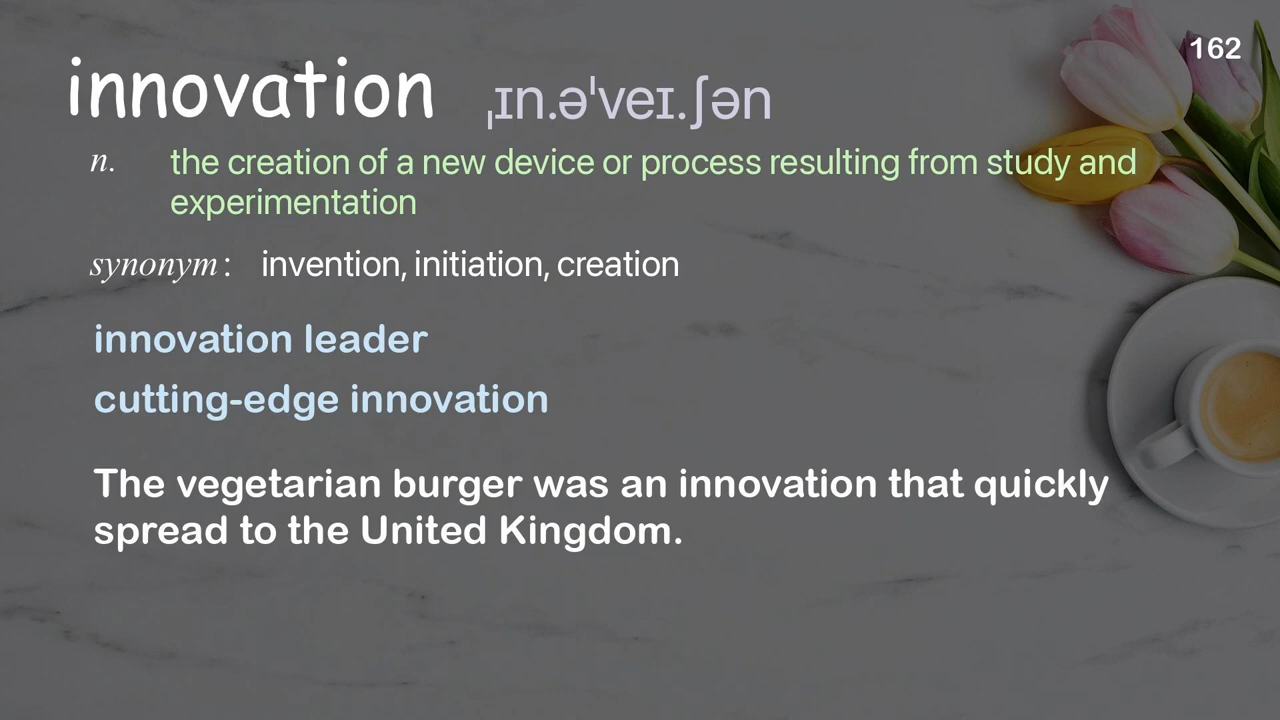 162
innovation ˌɪn.əˈveɪ.ʃən
n. the creation of a new device or process resulting from study and
experimentation
synonym : invention, initiation, creation
innovation leader
cutting-edge innovation
The vegetarian burger was an innovation that quickly
spread to the United Kingdom.